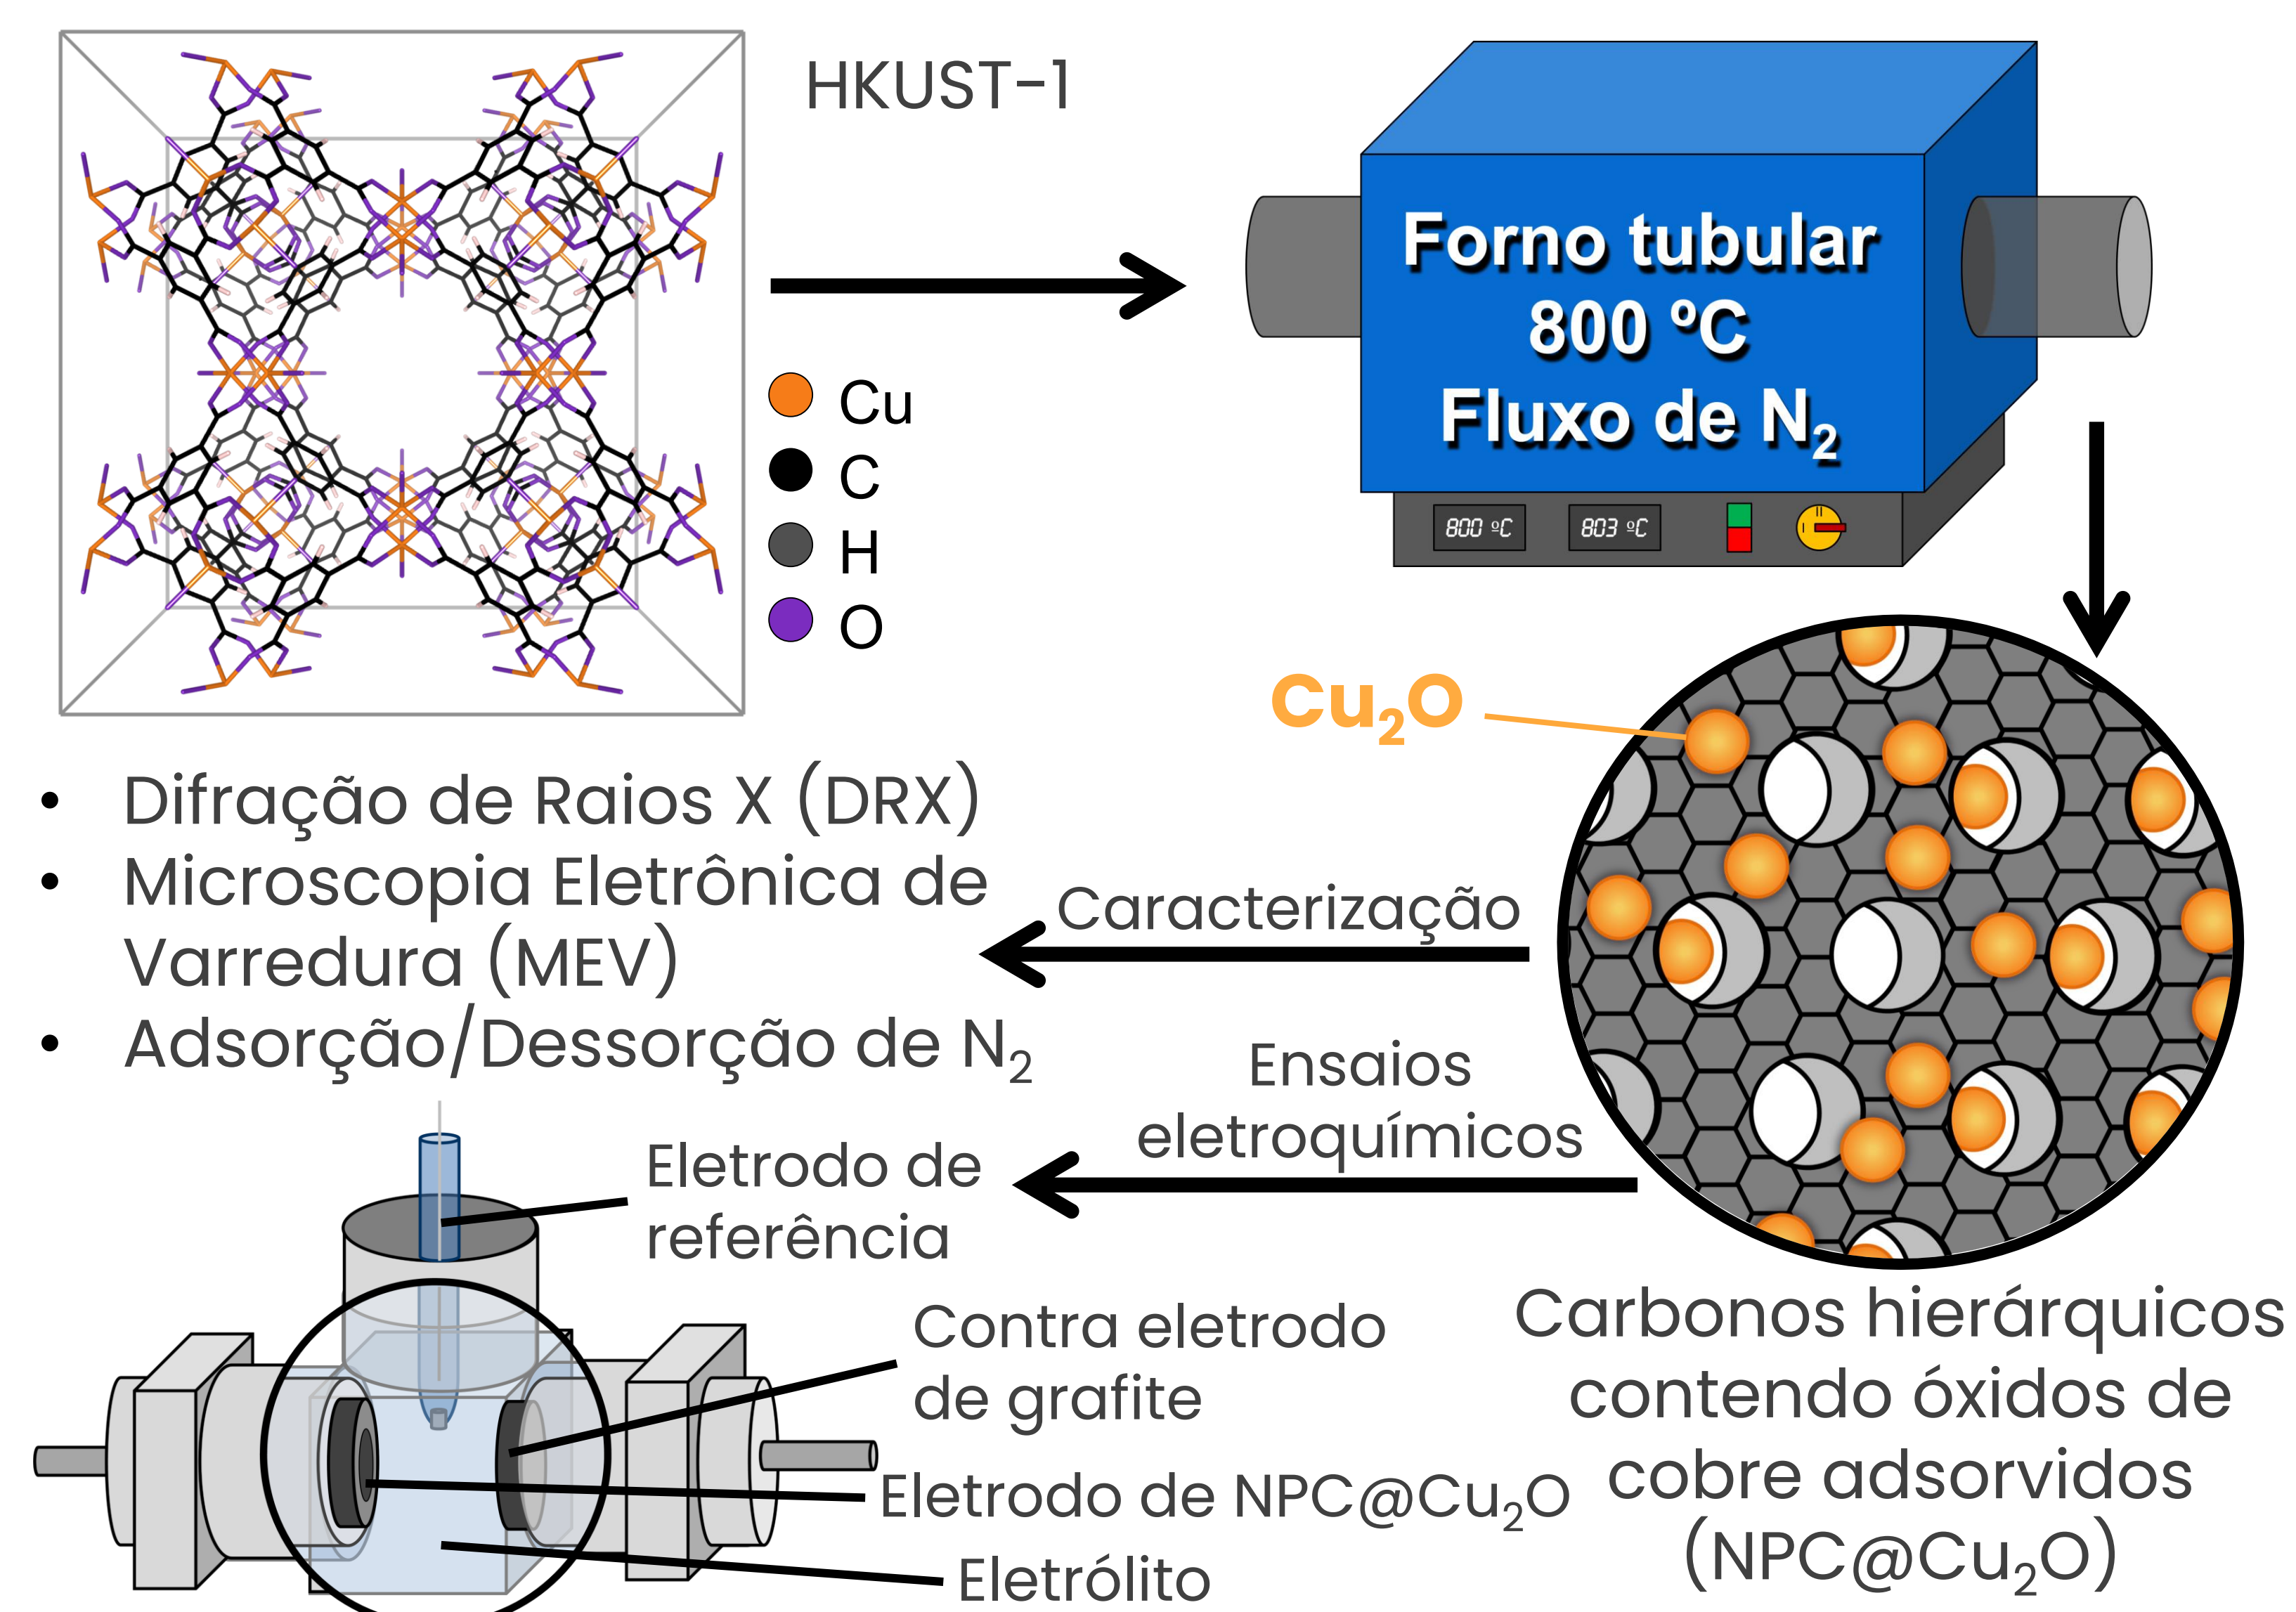 HKUST-1
Cu
C
H
O
Forno tubular
800 ºC
Fluxo de N₂
800 ºC
803 ºC
I
II
Cu₂O
• Difração de Raios X (DRX)
• Microscopia Eletrônica de
Varredura (MEV)
• Adsorção/Dessorção de N₂
Caracterização
Ensaios
eletroquímicos
Eletrodo de
referência
Contra eletrodo
de grafite
Eletrodo de NPC@Cu₂O
Eletrólito
Carbonos hierárquicos
contendo óxidos de
cobre adsorvidos
(NPC@Cu₂O)